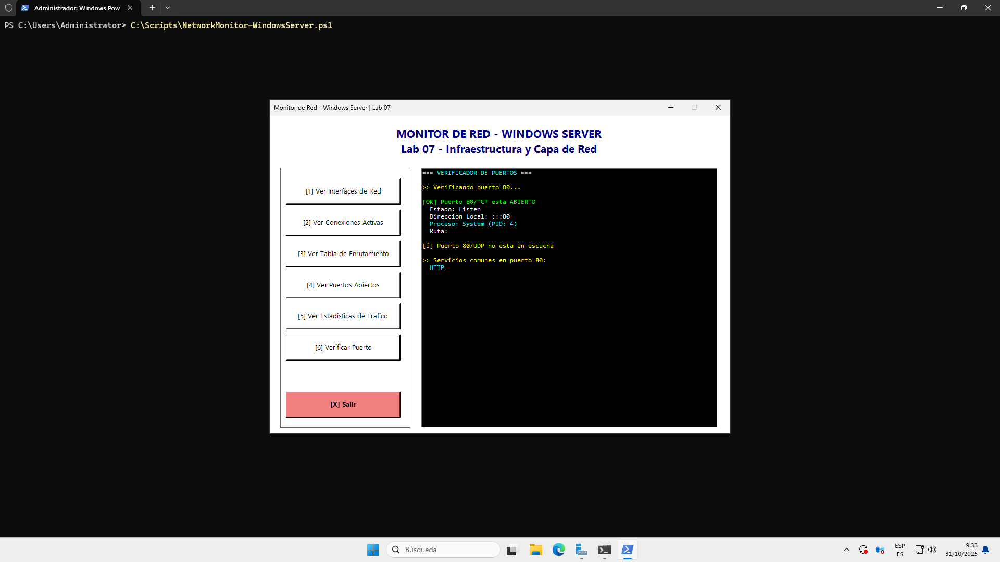 Administrador: Windows Pow
PS C:\Users\Administrator> C:\Scripts\NetworkMonitor-WindowsServer.ps1
Monitor de Red - Windows Server | Lab 07
MONITOR DE RED - WINDOWS SERVER
Lab 07 - Infraestructura y Capa de Red
[1] Ver Interfaces de Red
[2] Ver Conexiones Activas
[3] Ver Tabla de Enrutamiento
[4] Ver Puertos Abiertos
[5] Ver Estadisticas de Trafico
[6] Verificar Puerto
[X] Salir
=== VERIFICADOR DE PUERTOS ===
>> Verificando puerto 80...
[OK] Puerto 80/TCP esta ABIERTO
Estado: Listen
Direccion Local: :::80
Proceso: System (PID: 4)
Ruta:
[i] Puerto 80/UDP no esta en escucha
>> Servicios comunes en puerto 80:
HTTP
Búsqueda
ESP
ES
9:33
31/10/2025